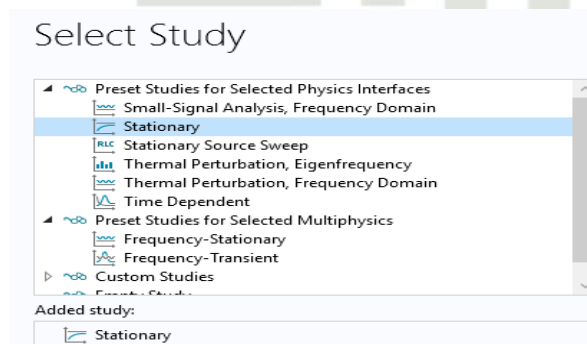 Select Study
Preset Studies for Selected Physics Interfaces
Small-Signal Analysis, Frequency Domain
Stationary
RLC Stationary Source Sweep
Thermal Perturbation, Eigenfrequency
Thermal Perturbation, Frequency Domain
Time Dependent
Preset Studies for Selected Multiphysics
Frequency-Stationary
Frequency-Transient
Custom Studies
Empty Study
Added study:
Stationary